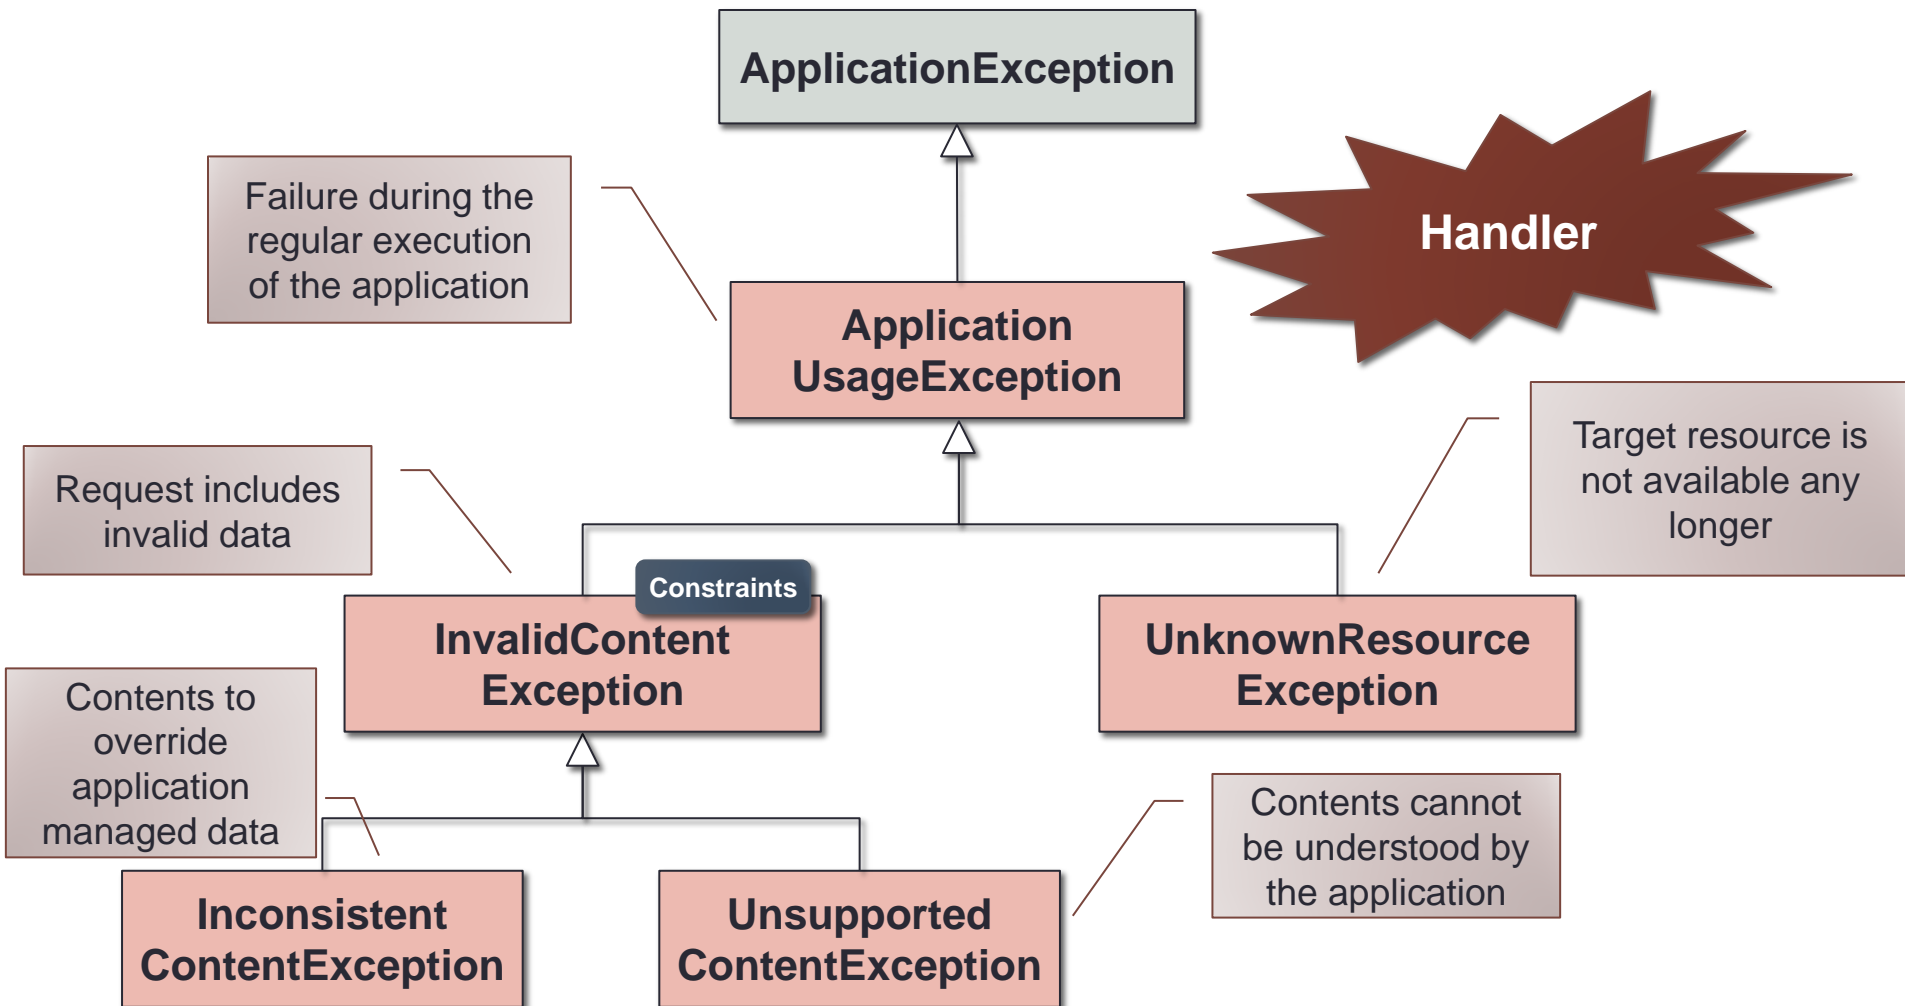 ApplicationException
Failure during the
regular execution
of the application
Handler
Application
UsageException
Target resource is
not available any
longer
Request includes
invalid data
Constraints
InvalidContent
Exception
UnknownResource
Exception
Contents to
override
application
managed data
Contents cannot
be understood by
the application
Inconsistent
ContentException
Unsupported
ContentException